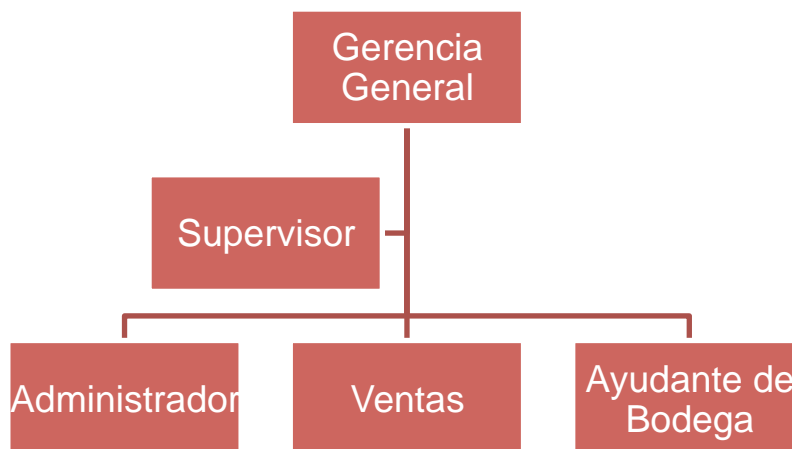 Gerencia
General
Supervisor
Administrador
Ventas
Ayudante de
Bodega